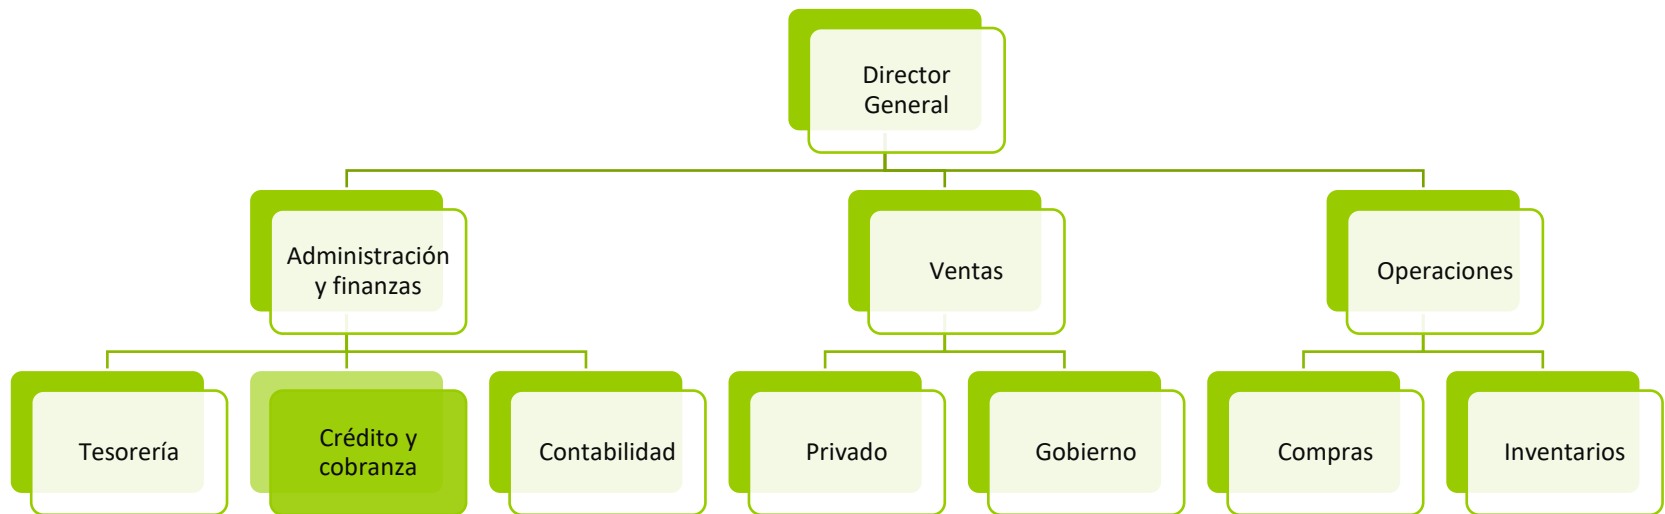 Director
General
Administración
y finanzas
Ventas
Operaciones
Tesorería
Crédito y
cobranza
Contabilidad
Privado
Gobierno
Compras
Inventarios